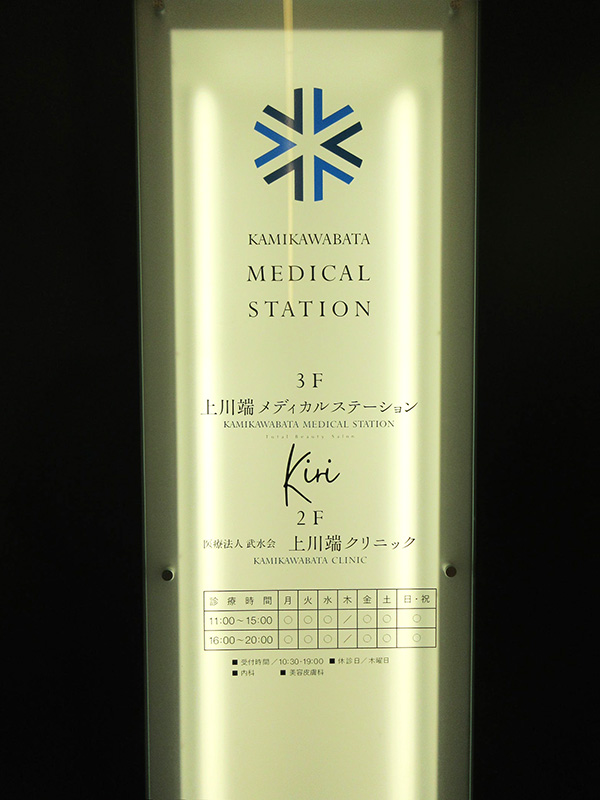 KAMIKAWABATA
MEDICAL
STATION
3F
上川端メディカルステーション
KAMIKAWABATA MEDICAL STATION
Total Beauty Salon
Kiri
2F
医療法人 武水会 上川端クリニック
KAMIKAWABATA CLINIC
診療時間 月 火 水 木 金 土 日・祝
11:00〜15:00 ○ ○ ○ / ○ ○ ○
16:00〜20:00 ○ ○ ○ / ○ ○ ○
■ 受付時間/10:30-19:00 ■ 休診日/木曜日
■ 内科 ■ 美容皮膚科